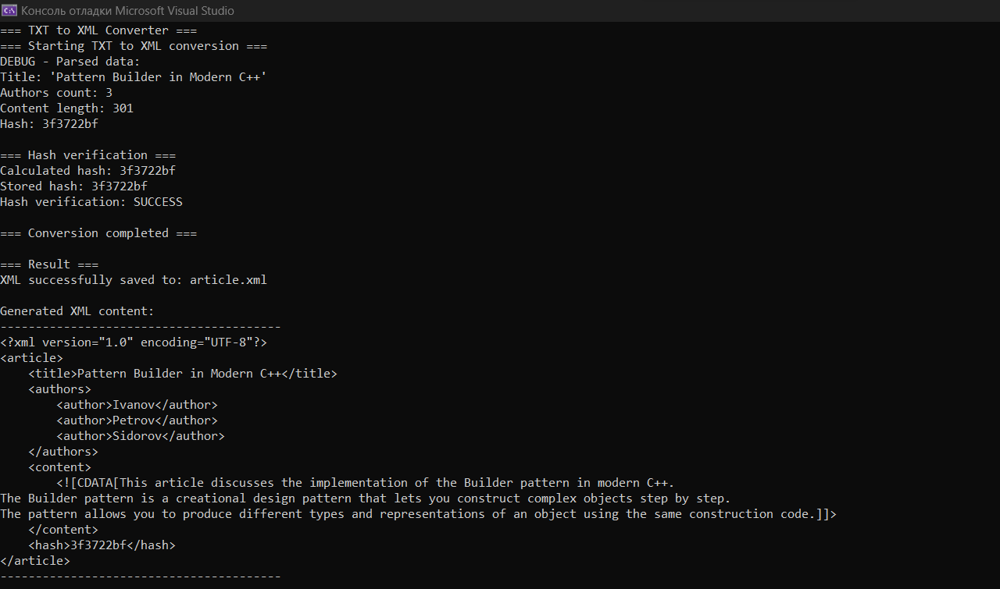 Консоль отладки Microsoft Visual Studio
=== TXT to XML Converter ===
=== Starting TXT to XML conversion ===
DEBUG - Parsed data:
Title: 'Pattern Builder in Modern C++'
Authors count: 3
Content length: 301
Hash: 3f3722bf

=== Hash verification ===
Calculated hash: 3f3722bf
Stored hash: 3f3722bf
Hash verification: SUCCESS

=== Conversion completed ===

=== Result ===
XML successfully saved to: article.xml

Generated XML content:
----------------------------------------
<?xml version="1.0" encoding="UTF-8"?>
<article>
    <title>Pattern Builder in Modern C++</title>
    <authors>
        <author>Ivanov</author>
        <author>Petrov</author>
        <author>Sidorov</author>
    </authors>
    <content>
        <![CDATA[This article discusses the implementation of the Builder pattern in modern C++.
The Builder pattern is a creational design pattern that lets you construct complex objects step by step.
The pattern allows you to produce different types and representations of an object using the same construction code.]]>
    </content>
    <hash>3f3722bf</hash>
</article>
----------------------------------------